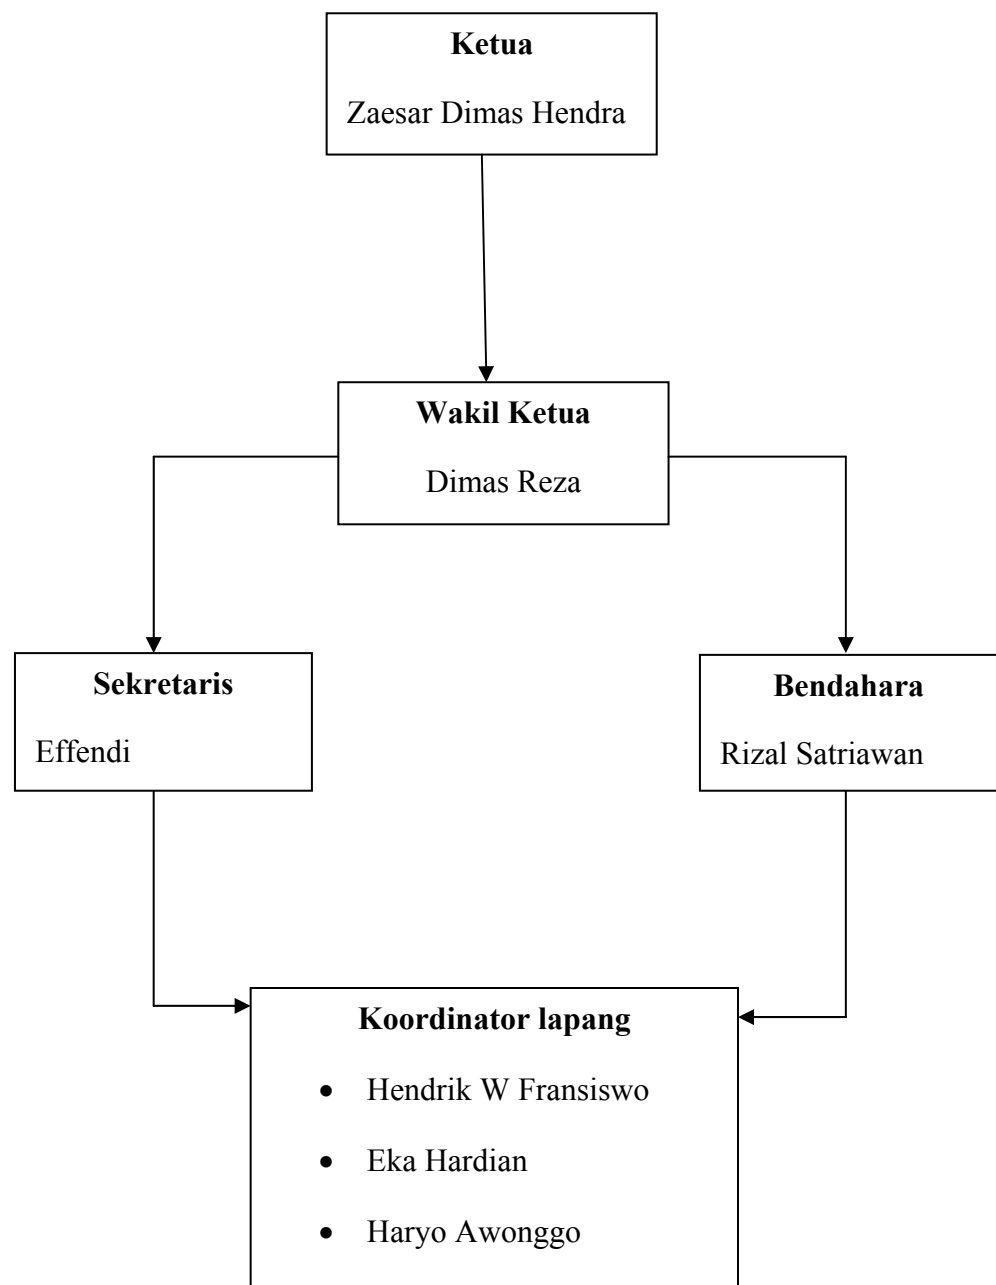 Ketua
Zaesar Dimas Hendra
Wakil Ketua
Dimas Reza
Sekretaris
Effendi
Bendahara
Rizal Satriawan
Koordinator lapang
• Hendrik W Fransiswo
• Eka Hardian
• Haryo Awonggo